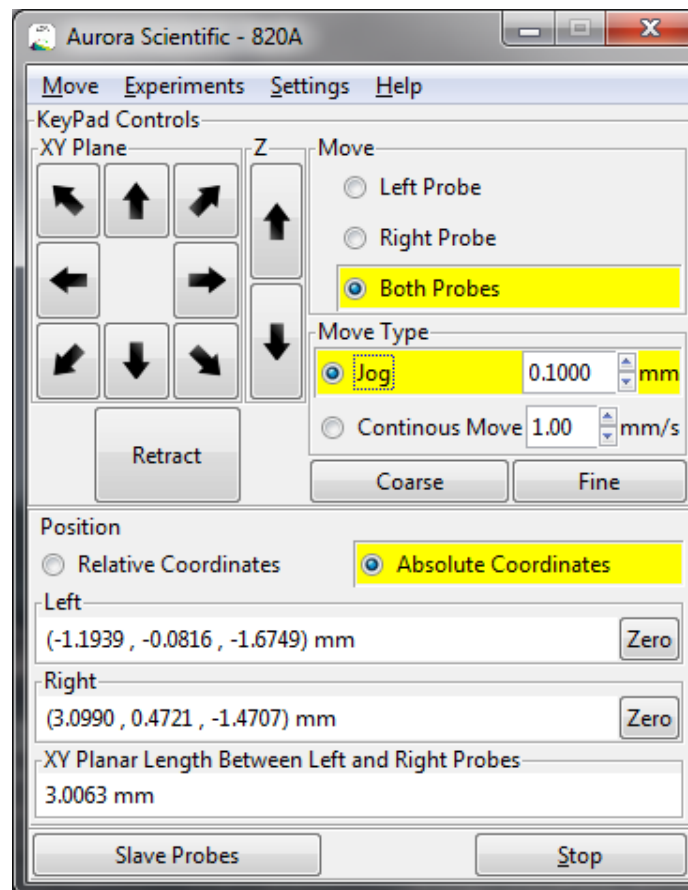 Aurora Scientific - 820A
Move Experiments Settings Help
KeyPad Controls
XY Plane
Z
Move
Left Probe
Right Probe
Both Probes
Move Type
Jog 0.1000 mm
Continous Move 1.00 mm/s
Retract
Coarse Fine
Position
Relative Coordinates Absolute Coordinates
Left
(-1.1939 , -0.0816 , -1.6749) mm Zero
Right
(3.0990 , 0.4721 , -1.4707) mm Zero
XY Planar Length Between Left and Right Probes
3.0063 mm
Slave Probes Stop